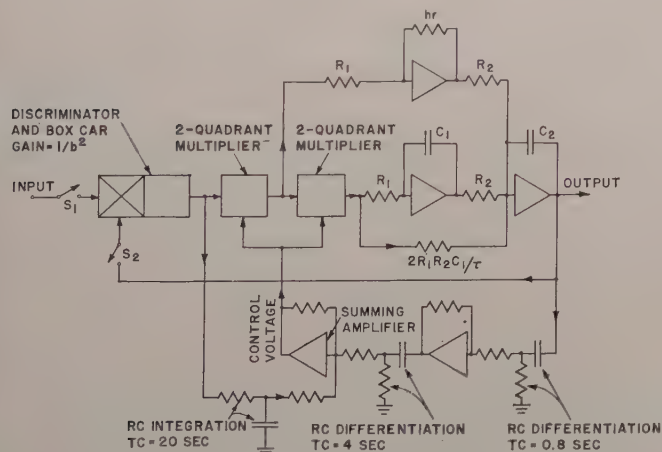 hr
R₁
R₂
DISCRIMINATOR
AND BOX CAR
GAIN=1/b²
2-QUADRANT
MULTIPLIER
2-QUADRANT
MULTIPLIER
C₁
C₂
INPUT
S₁
R₁
R₂
OUTPUT
S₂
2R₁R₂C₁/τ
CONTROL
VOLTAGE
SUMMING
AMPLIFIER
RC INTEGRATION
TC = 20 SEC
RC DIFFERENTIATION
TC = 4 SEC
RC DIFFERENTIATION
TC = 0.8 SEC